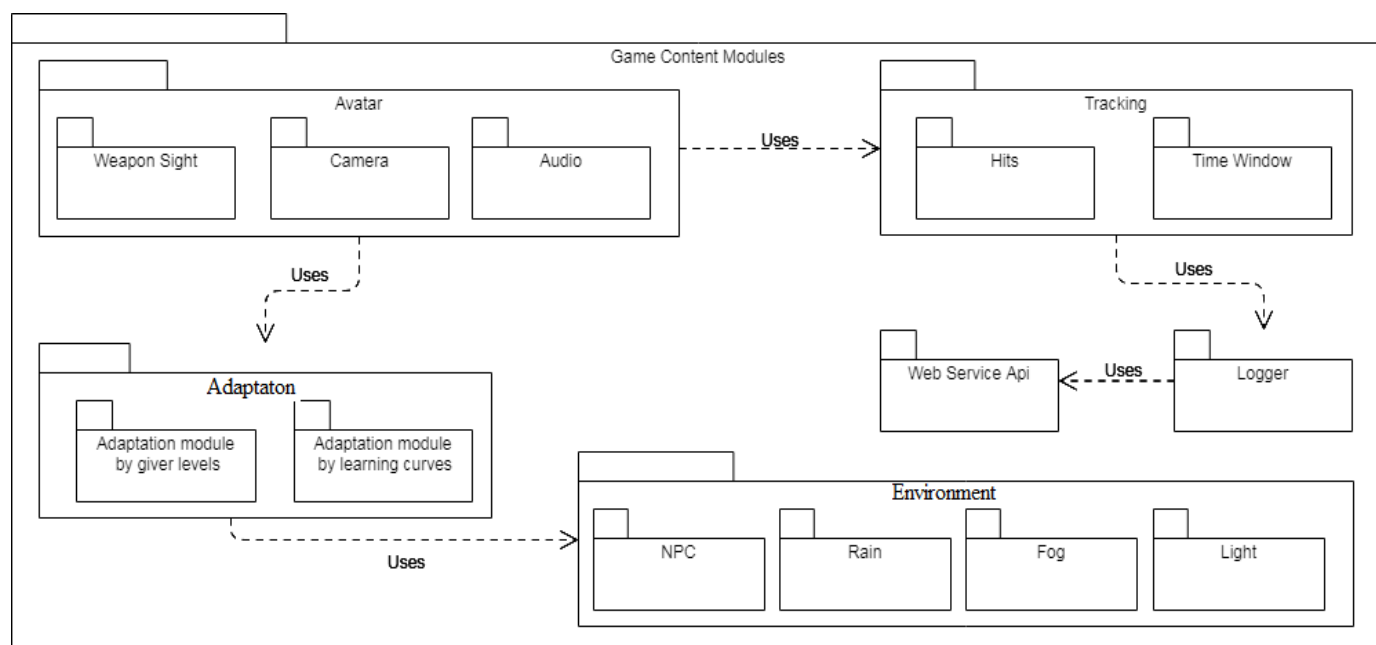 Game Content Modules
Avatar
Weapon Sight
Camera
Audio
Uses
Tracking
Hits
Time Window
Uses
Uses
Web Service Api
Uses
Logger
Adaptaton
Adaptation module
by giver levels
Adaptation module
by learning curves
Uses
Environment
NPC
Rain
Fog
Light